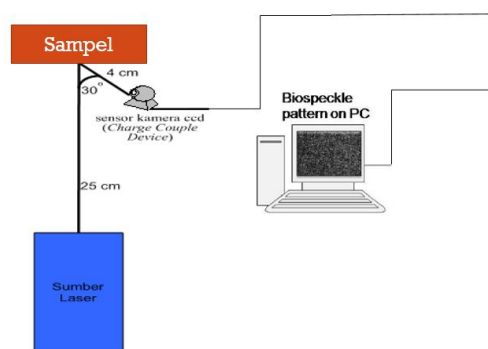 Sampel
4 cm
30°
sensor kamera ccd
(Charge Couple
Device)
Biospeckle
pattern on PC
25 cm
Sumber
Laser